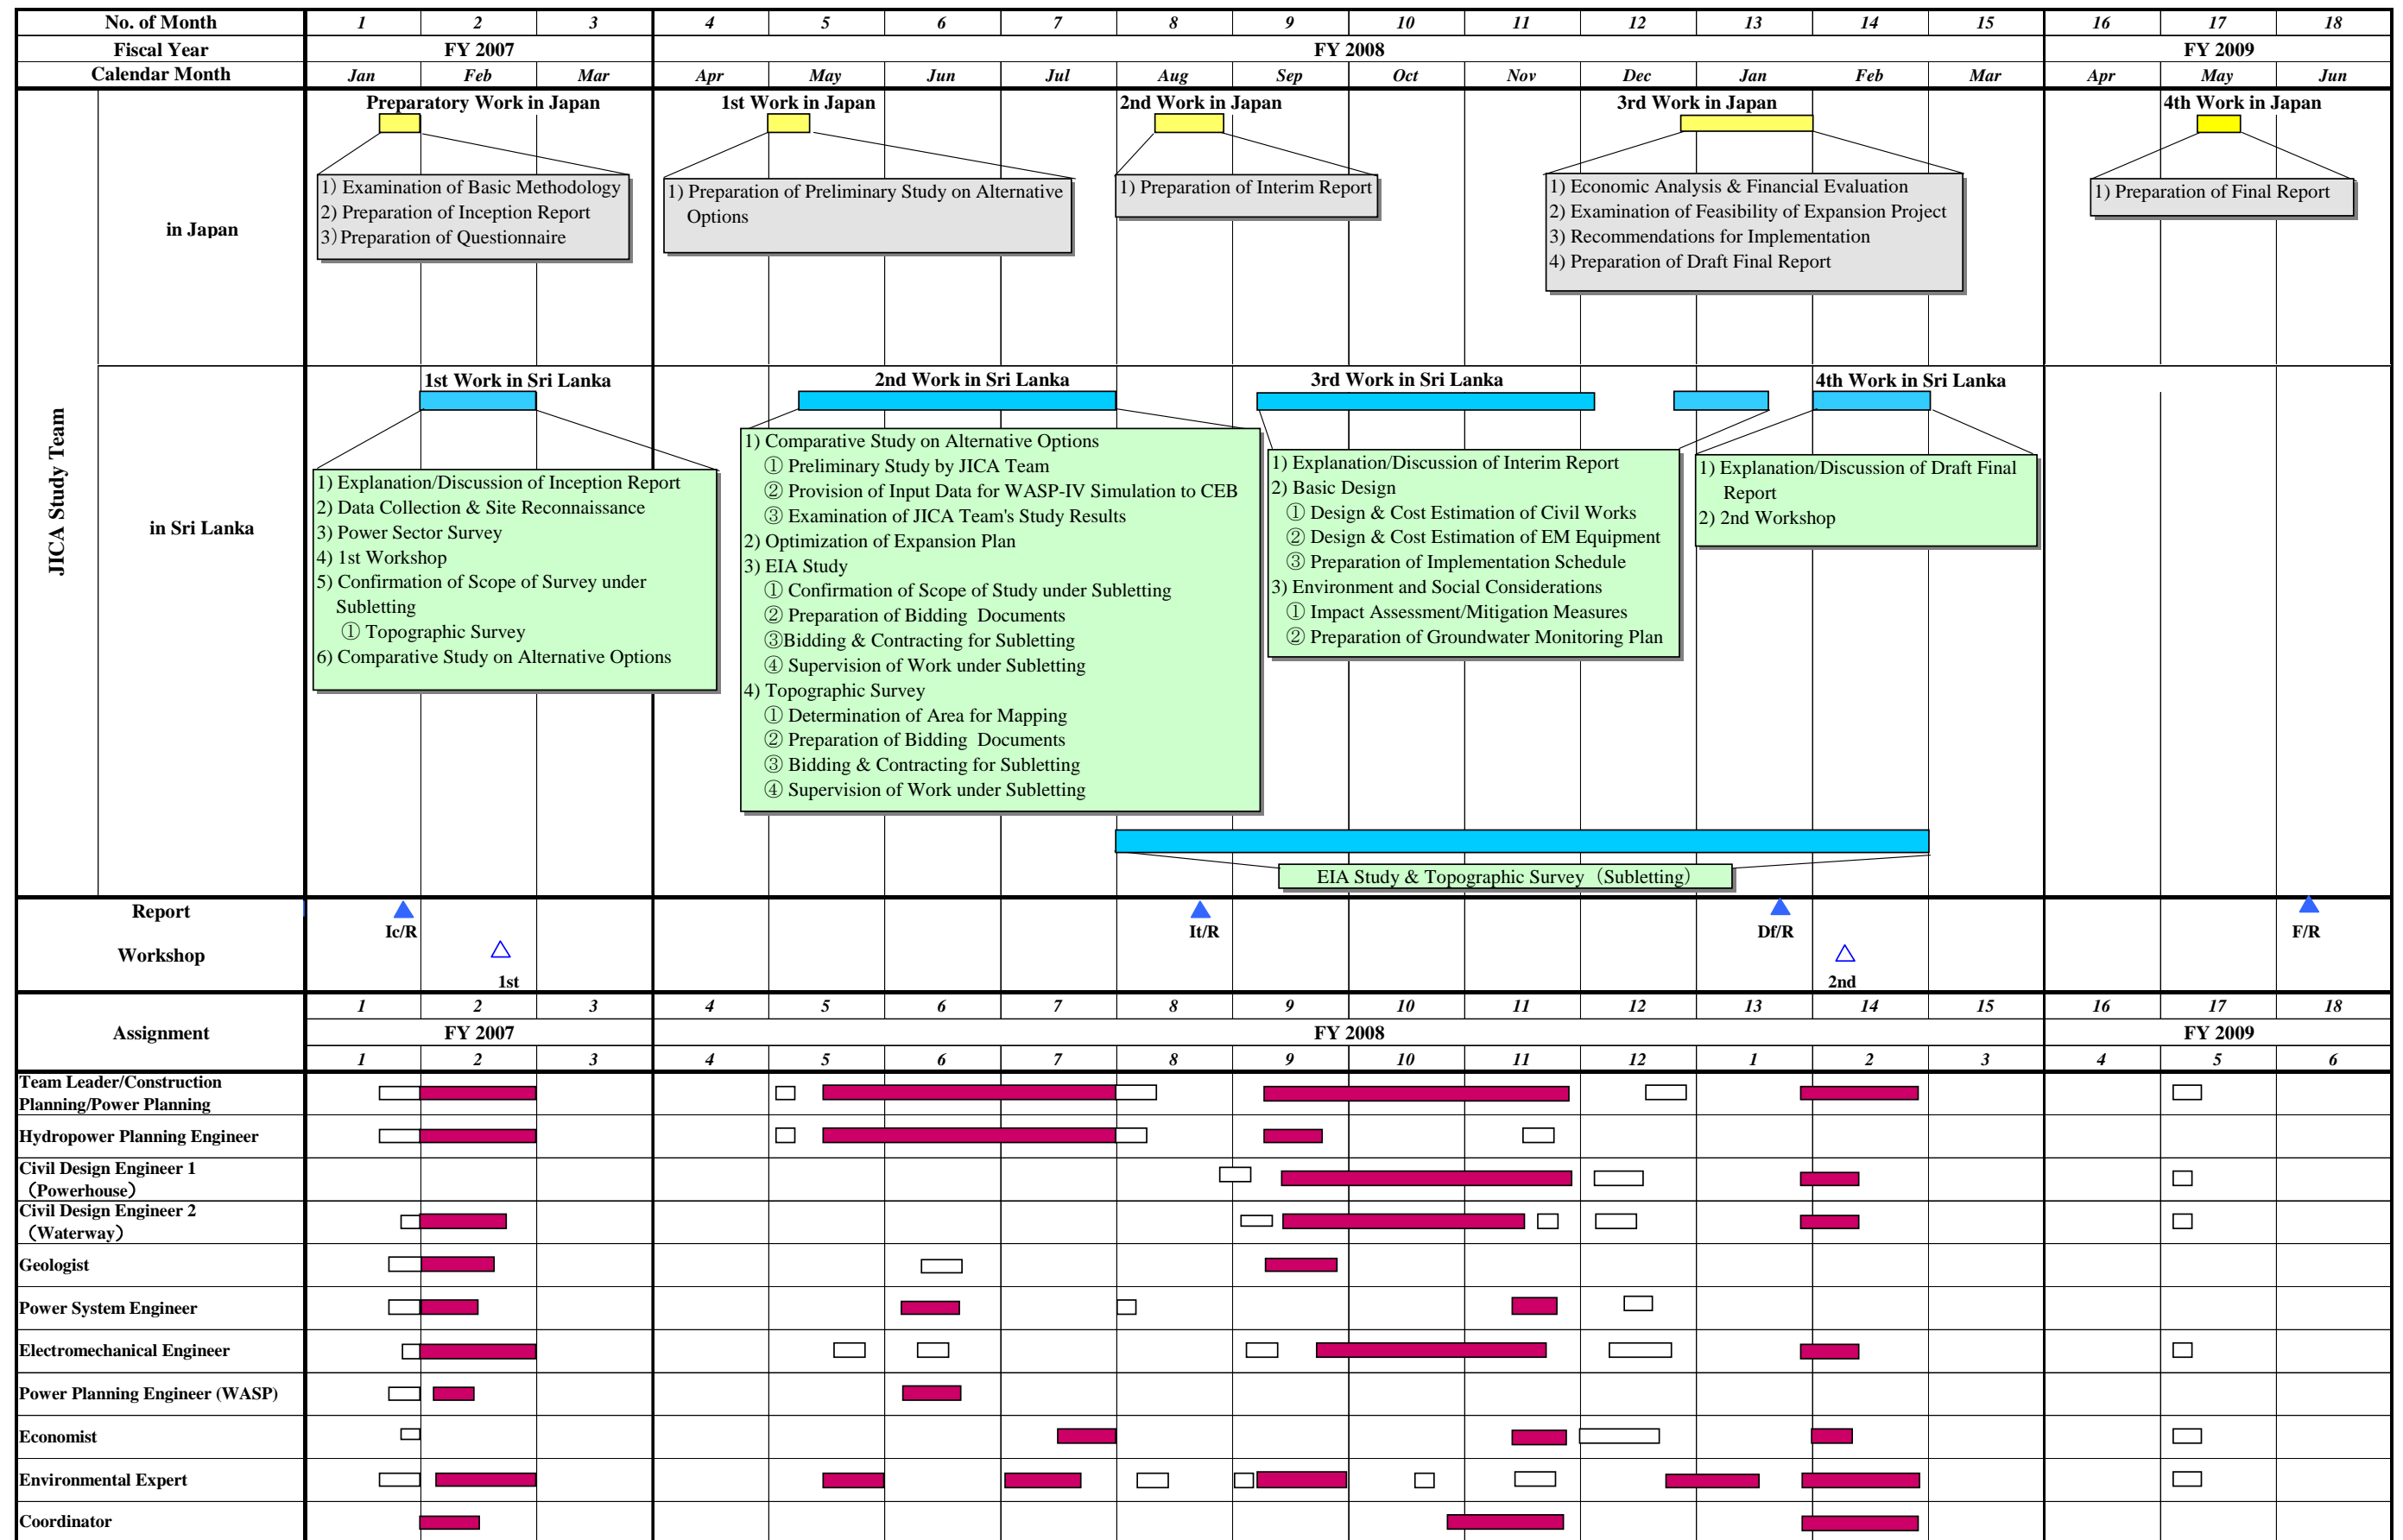 No. of Month 1 2 3 4 5 6 7 8 9 10 11 12 13 14 15 16 17 18
Fiscal Year FY 2007 FY 2008 FY 2009
Calendar Month Jan Feb Mar Apr May Jun Jul Aug Sep Oct Nov Dec Jan Feb Mar Apr May Jun
JICA Study Team
in Japan
Preparatory Work in Japan
1) Examination of Basic Methodology
2) Preparation of Inception Report
3) Preparation of Questionnaire
1st Work in Japan
1) Preparation of Preliminary Study on Alternative
Options
2nd Work in Japan
1) Preparation of Interim Report
3rd Work in Japan
1) Economic Analysis & Financial Evaluation
2) Examination of Feasibility of Expansion Project
3) Recommendations for Implementation
4) Preparation of Draft Final Report
4th Work in Japan
1) Preparation of Final Report
in Sri Lanka
1st Work in Sri Lanka
1) Explanation/Discussion of Inception Report
2) Data Collection & Site Reconnaissance
3) Power Sector Survey
4) 1st Workshop
5) Confirmation of Scope of Survey under
Subletting
① Topographic Survey
6) Comparative Study on Alternative Options
2nd Work in Sri Lanka
1) Comparative Study on Alternative Options
① Preliminary Study by JICA Team
② Provision of Input Data for WASP-IV Simulation to CEB
③ Examination of JICA Team's Study Results
2) Optimization of Expansion Plan
3) EIA Study
① Confirmation of Scope of Study under Subletting
② Preparation of Bidding Documents
③Bidding & Contracting for Subletting
④ Supervision of Work under Subletting
4) Topographic Survey
① Determination of Area for Mapping
② Preparation of Bidding Documents
③ Bidding & Contracting for Subletting
④ Supervision of Work under Subletting
3rd Work in Sri Lanka
1) Explanation/Discussion of Interim Report
2) Basic Design
① Design & Cost Estimation of Civil Works
② Design & Cost Estimation of EM Equipment
③ Preparation of Implementation Schedule
3) Environment and Social Considerations
① Impact Assessment/Mitigation Measures
② Preparation of Groundwater Monitoring Plan
4th Work in Sri Lanka
1) Explanation/Discussion of Draft Final
Report
2) 2nd Workshop
EIA Study & Topographic Survey（Subletting）
Report
Ic/R It/R Df/R F/R
Workshop
1st 2nd
Assignment
1 2 3 4 5 6 7 8 9 10 11 12 13 14 15 16 17 18
FY 2007 FY 2008 FY 2009
1 2 3 4 5 6 7 8 9 10 11 12 1 2 3 4 5 6
Team Leader/Construction
Planning/Power Planning
Hydropower Planning Engineer
Civil Design Engineer 1
（Powerhouse）
Civil Design Engineer 2
（Waterway）
Geologist
Power System Engineer
Electromechanical Engineer
Power Planning Engineer (WASP)
Economist
Environmental Expert
Coordinator